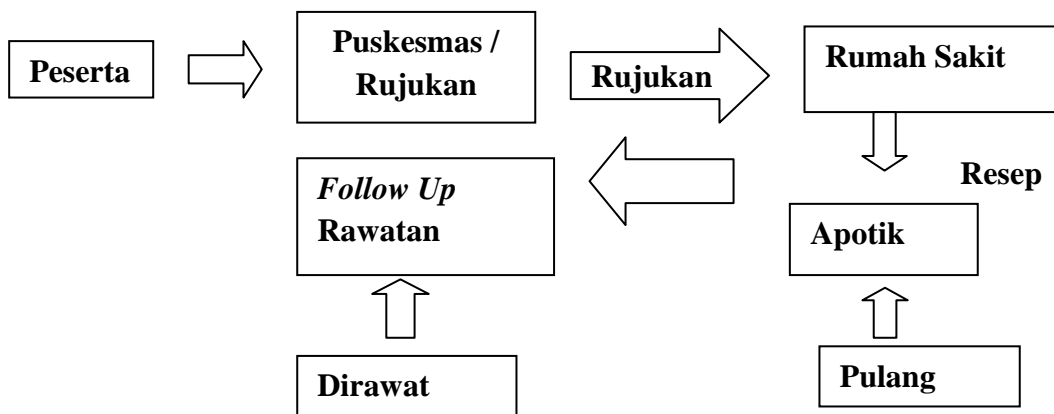 Peserta
Puskesmas /
Rujukan
Rujukan
Rumah Sakit
Resep
Follow Up
Rawatan
Apotik
Dirawat
Pulang